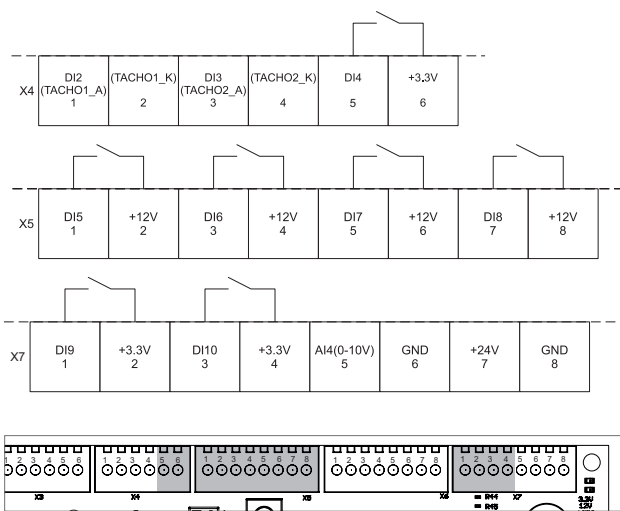 DI2 (TACHO1_K) DI3 (TACHO2_K) DI4 +3.3V
X4 (TACHO1_A) (TACHO2_A)
1 2 3 4 5 6
DI5 +12V DI6 +12V DI7 +12V DI8 +12V
X5
1 2 3 4 5 6 7 8
DI9 +3.3V DI10 +3.3V AI4(0-10V) GND +24V GND
X7
1 2 3 4 5 6 7 8
1 2 3 4 5 6 1 2 3 4 5 6 1 2 3 4 5 6 7 8 1 2 3 4 5 6 7 8 1 2 3 4 5 6 7 8
X3 X4 X5 X6 R44 X7
R45 3.3V
12V